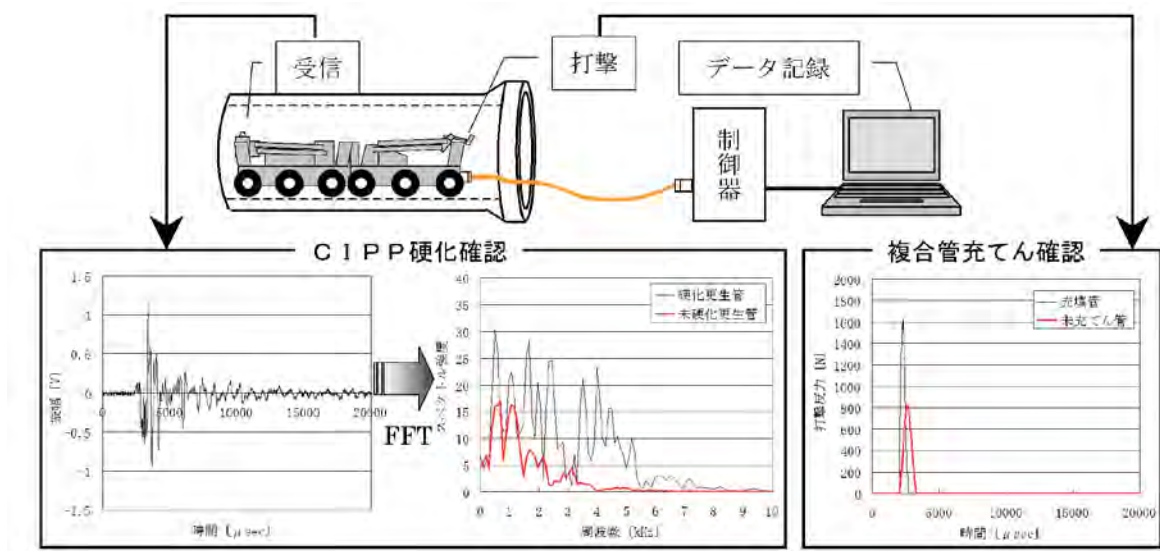 受信
打撃
データ記録
制御器
CIPP硬化確認
1.5
1
0.5
0
-0.5
-1
-1.5
0
5000
10000
15000
20000
振幅 [V]
時間 [μsec]
FFT
硬化更生管
未硬化更生管
40
35
30
25
20
15
10
5
0
0 1 2 3 4 5 6 7 8 9 10
スペクトル強度
周波数 [kHz]
複合管充てん確認
充填管
未充てん管
2000
1800
1600
1400
1200
1000
800
600
400
200
0
0 5000 10000 15000 20000
打撃反力 [N]
時間 [μsec]